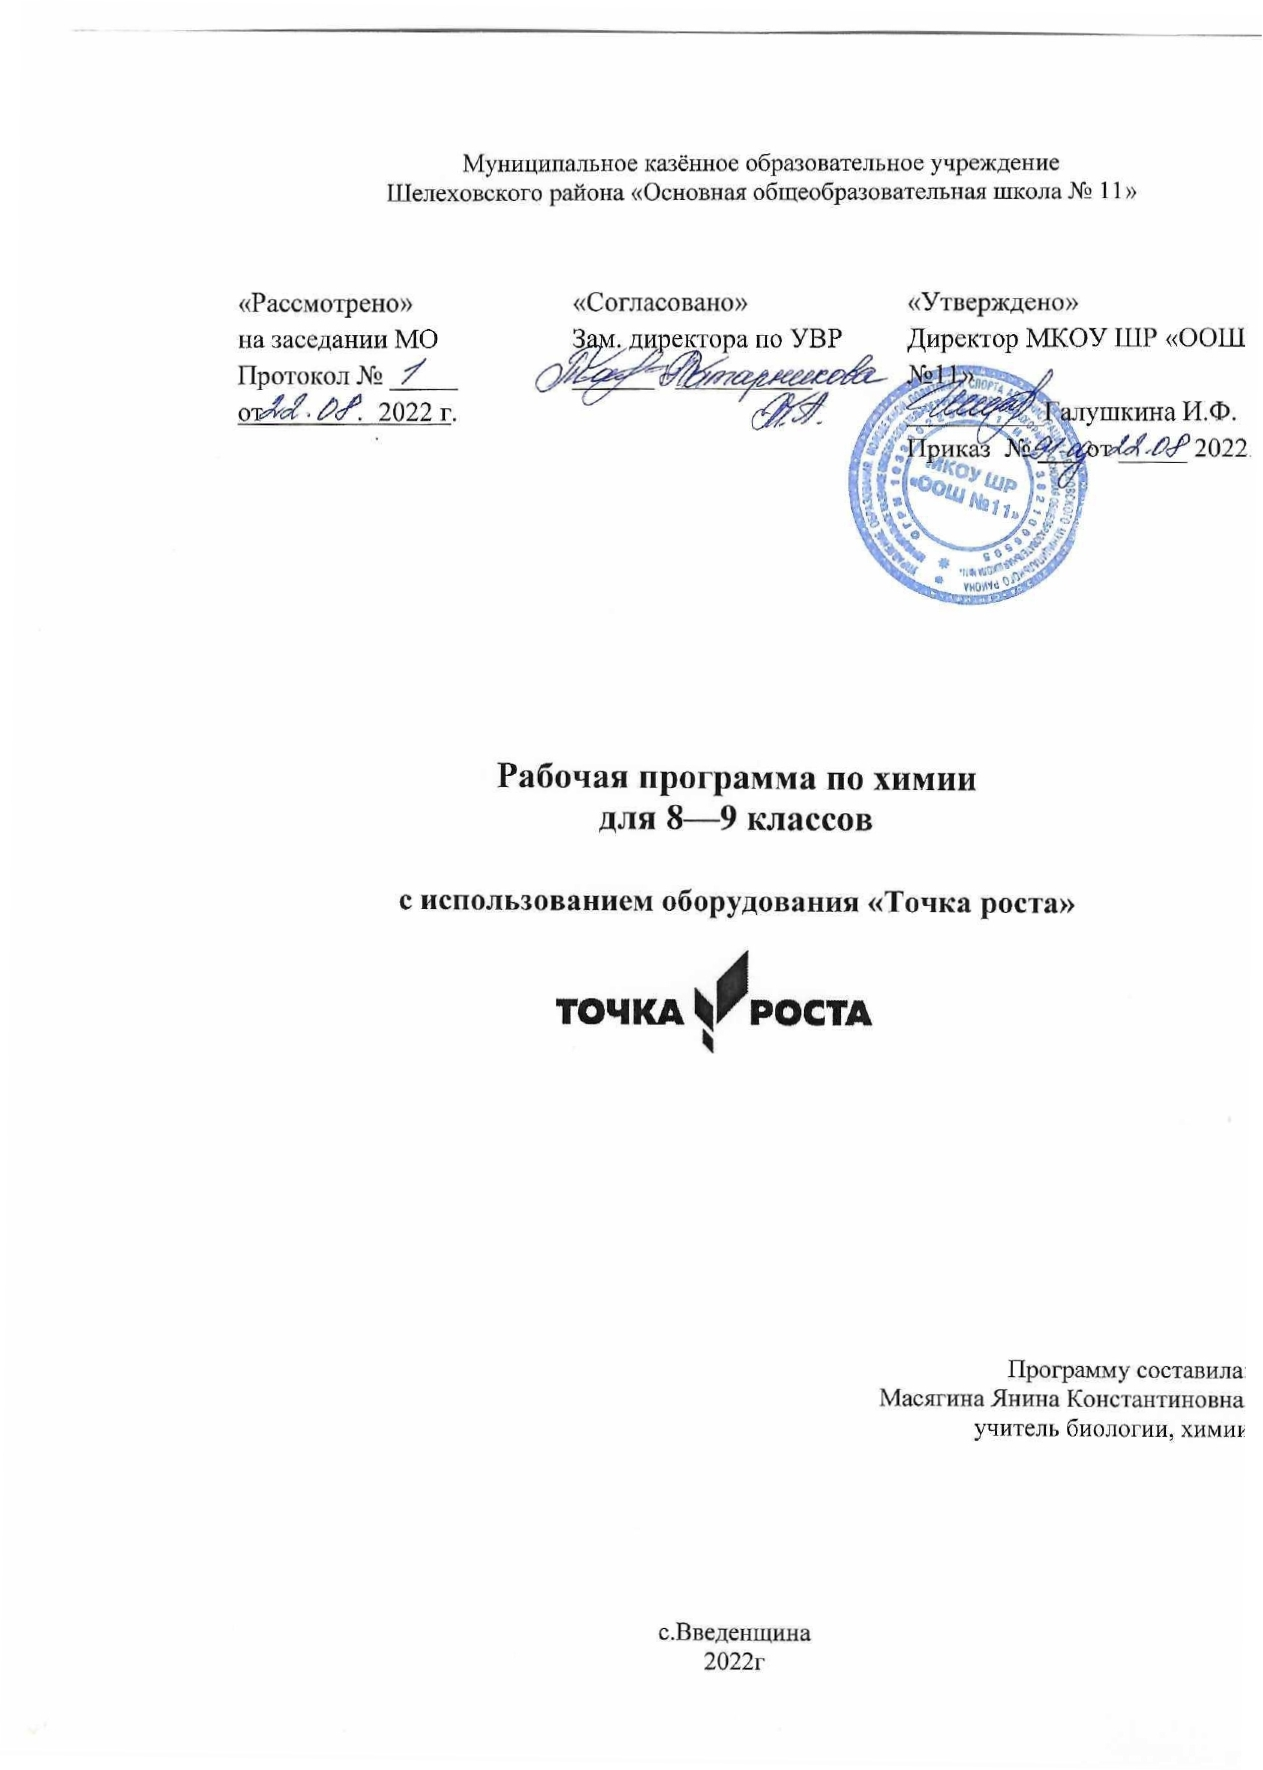 Муниципальное казённое образовательное учреждение
Шелеховского района «Основная общеобразовательная школа № 11»
«Рассмотрено»
на заседании МО
Протокол № 1
от 22.08. 2022 г.
«Согласовано»
Зам. директора по УВР
«Утверждено»
Директор МКОУ ШР «ООШ
№11»
Галушкина И.Ф.
Приказ № от 22.08 2022
МКОУ ШР
«ООШ №11»
Рабочая программа по химии
для 8—9 классов
с использованием оборудования «Точка роста»
ТОЧКА РОСТА
Программу составила:
Масягина Янина Константиновна
учитель биологии, химии
с.Введенщина
2022г